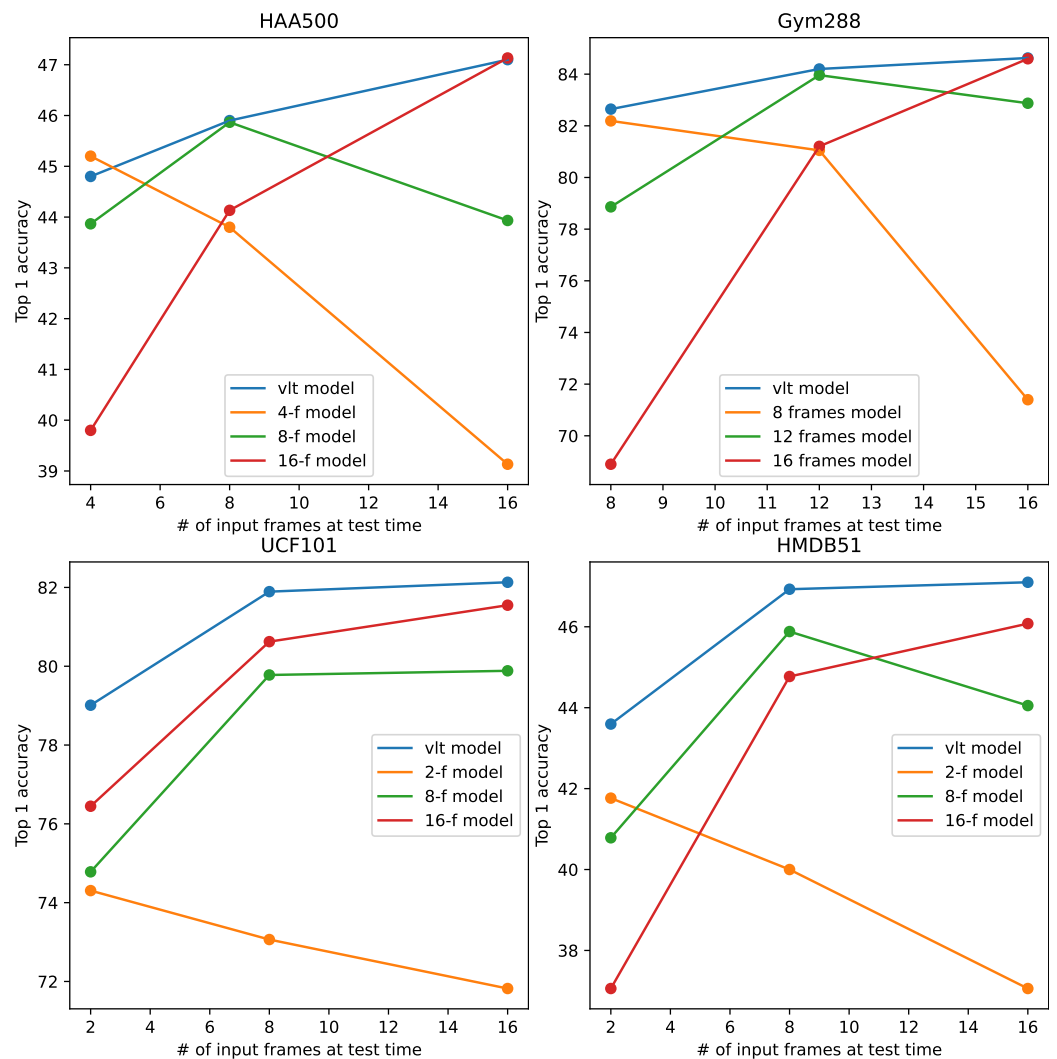 HAA500
47
46
45
44
43
42
41
40
39
Top 1 accuracy
vlt model
4-f model
8-f model
16-f model
4 6 8 10 12 14 16
# of input frames at test time
Gym288
84
82
80
78
76
74
72
70
Top 1 accuracy
vlt model
8 frames model
12 frames model
16 frames model
8 9 10 11 12 13 14 15 16
# of input frames at test time
UCF101
82
80
78
76
74
72
Top 1 accuracy
vlt model
2-f model
8-f model
16-f model
2 4 6 8 10 12 14 16
# of input frames at test time
HMDB51
46
44
42
40
38
Top 1 accuracy
vlt model
2-f model
8-f model
16-f model
2 4 6 8 10 12 14 16
# of input frames at test time